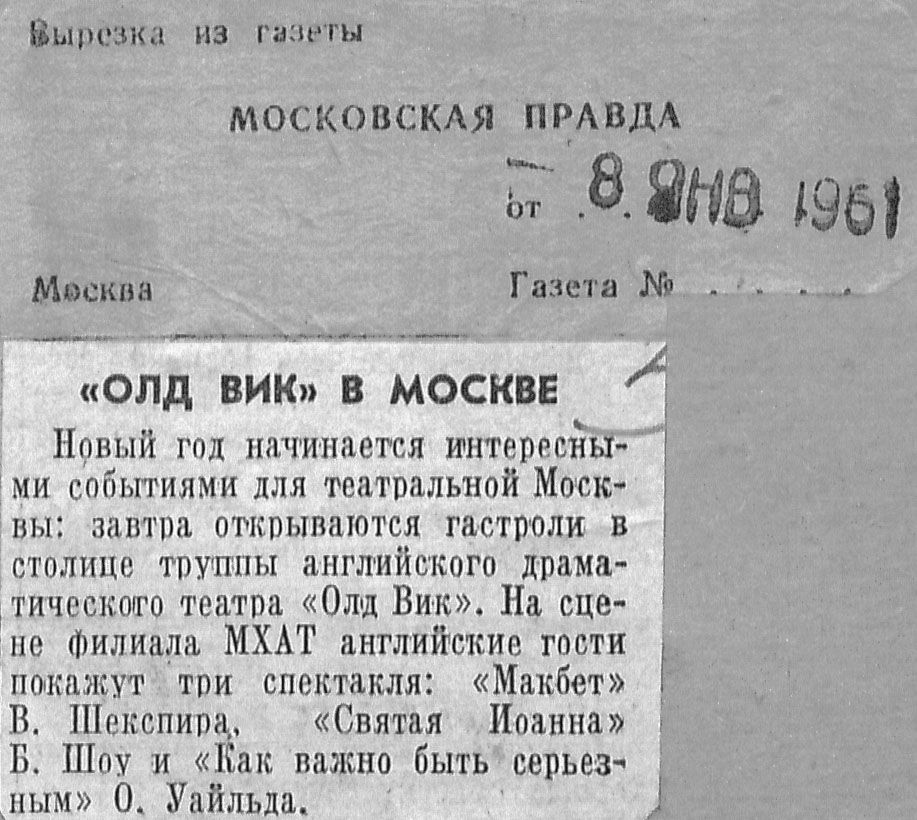 Вырезка из газеты
МОСКОВСКАЯ ПРАВДА
от . 8. ЯНВ 1961
Москва Газета № . . . .
«ОЛД ВИК» В МОСКВЕ
Новый год начинается интересны-
ми событиями для театральной Моск-
вы: завтра открываются гастроли в
столице труппы английского драма-
тического театра «Олд Вик». На сце-
не филиала МХАТ английские гости
покажут три спектакля: «Макбет»
В. Шекспира, «Святая Иоанна»
Б. Шоу и «Как важно быть серьез-
ным» О. Уайльда.